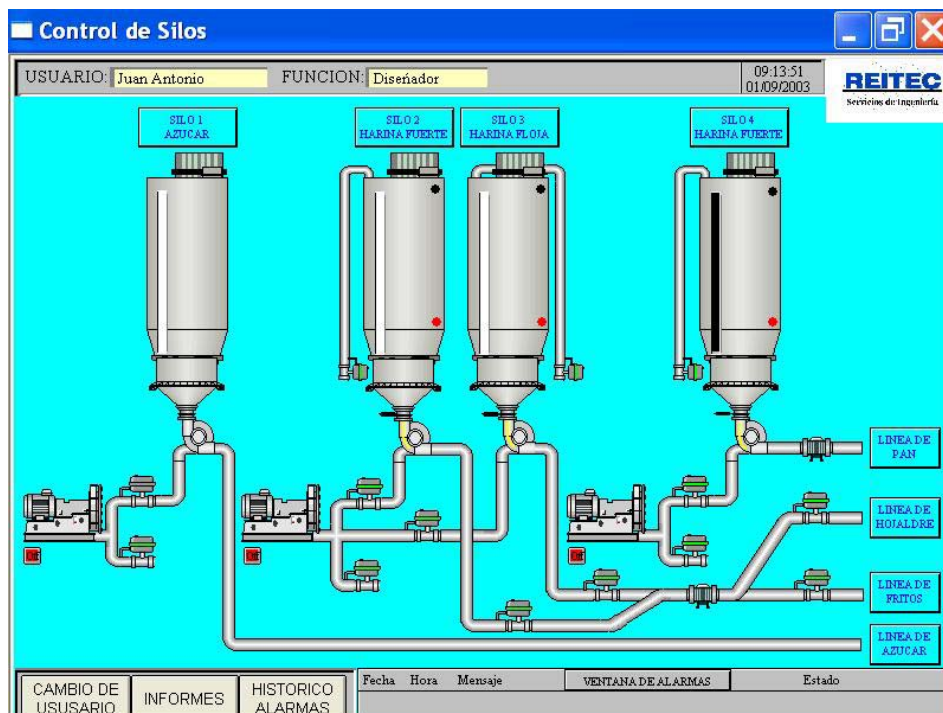 Control de Silos
USUARIO: Juan Antonio FUNCION: Diseñador
09:13:51
01/09/2003
REITEC
Servicios de Ingeniería
SILO 1
AZUCAR
SILO 2
HARINA FUERTE
SILO 3
HARINA FLOJA
SILO 4
HARINA FUERTE
LINEA DE
PAN
LINEA DE
HOJALDRE
LINEA DE
FRITOS
LINEA DE
AZUCAR
Off
Off
Off
CAMBIO DE
USUSARIO
INFORMES
HISTORICO
ALARMAS
Fecha Hora Mensaje VENTANA DE ALARMAS Estado